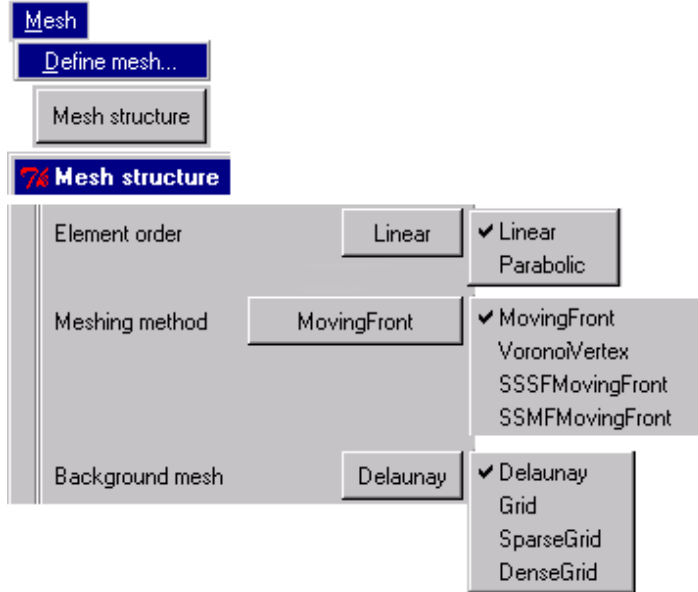 Mesh
Define mesh...
Mesh structure
7% Mesh structure
Element order Linear ✔Linear
Parabolic
Meshing method MovingFront ✔MovingFront
VoronoiVertex
SSSFMovingFront
SSMFMovingFront
Background mesh Delaunay ✔Delaunay
Grid
SparseGrid
DenseGrid